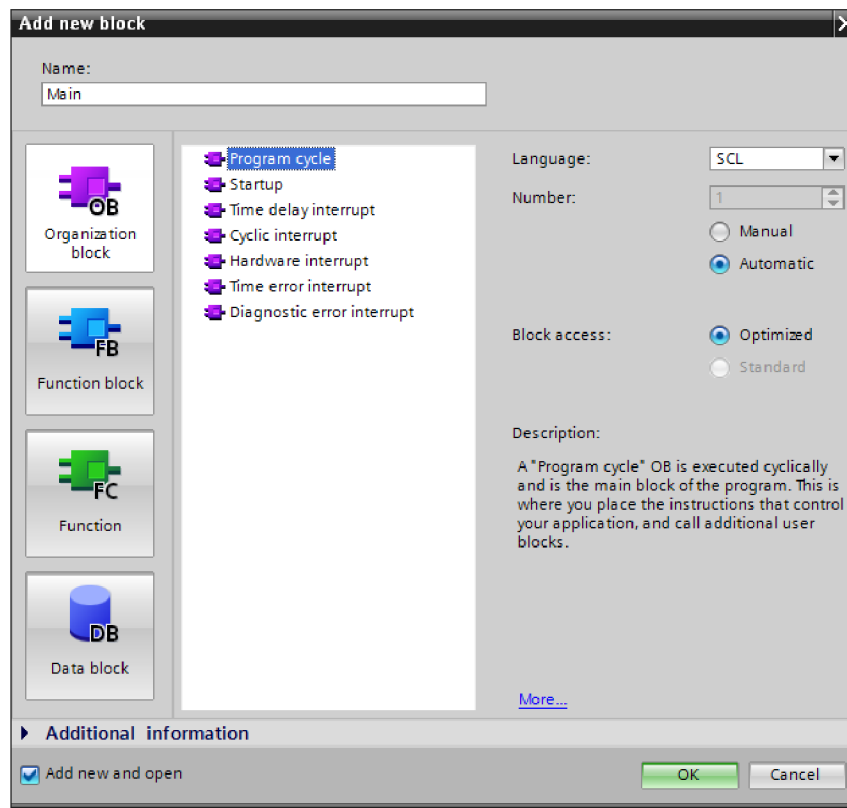 Add new block
Name:
Main
OB
Organization
block
FB
Function block
FC
Function
DB
Data block
Program cycle
Startup
Time delay interrupt
Cyclic interrupt
Hardware interrupt
Time error interrupt
Diagnostic error interrupt
Language:
SCL
Number:
1
Manual
Automatic
Block access:
Optimized
Standard
Description:
A "Program cycle" OB is executed cyclically
and is the main block of the program. This is
where you place the instructions that control
your application, and call additional user
blocks.
More...
Additional information
Add new and open
OK
Cancel